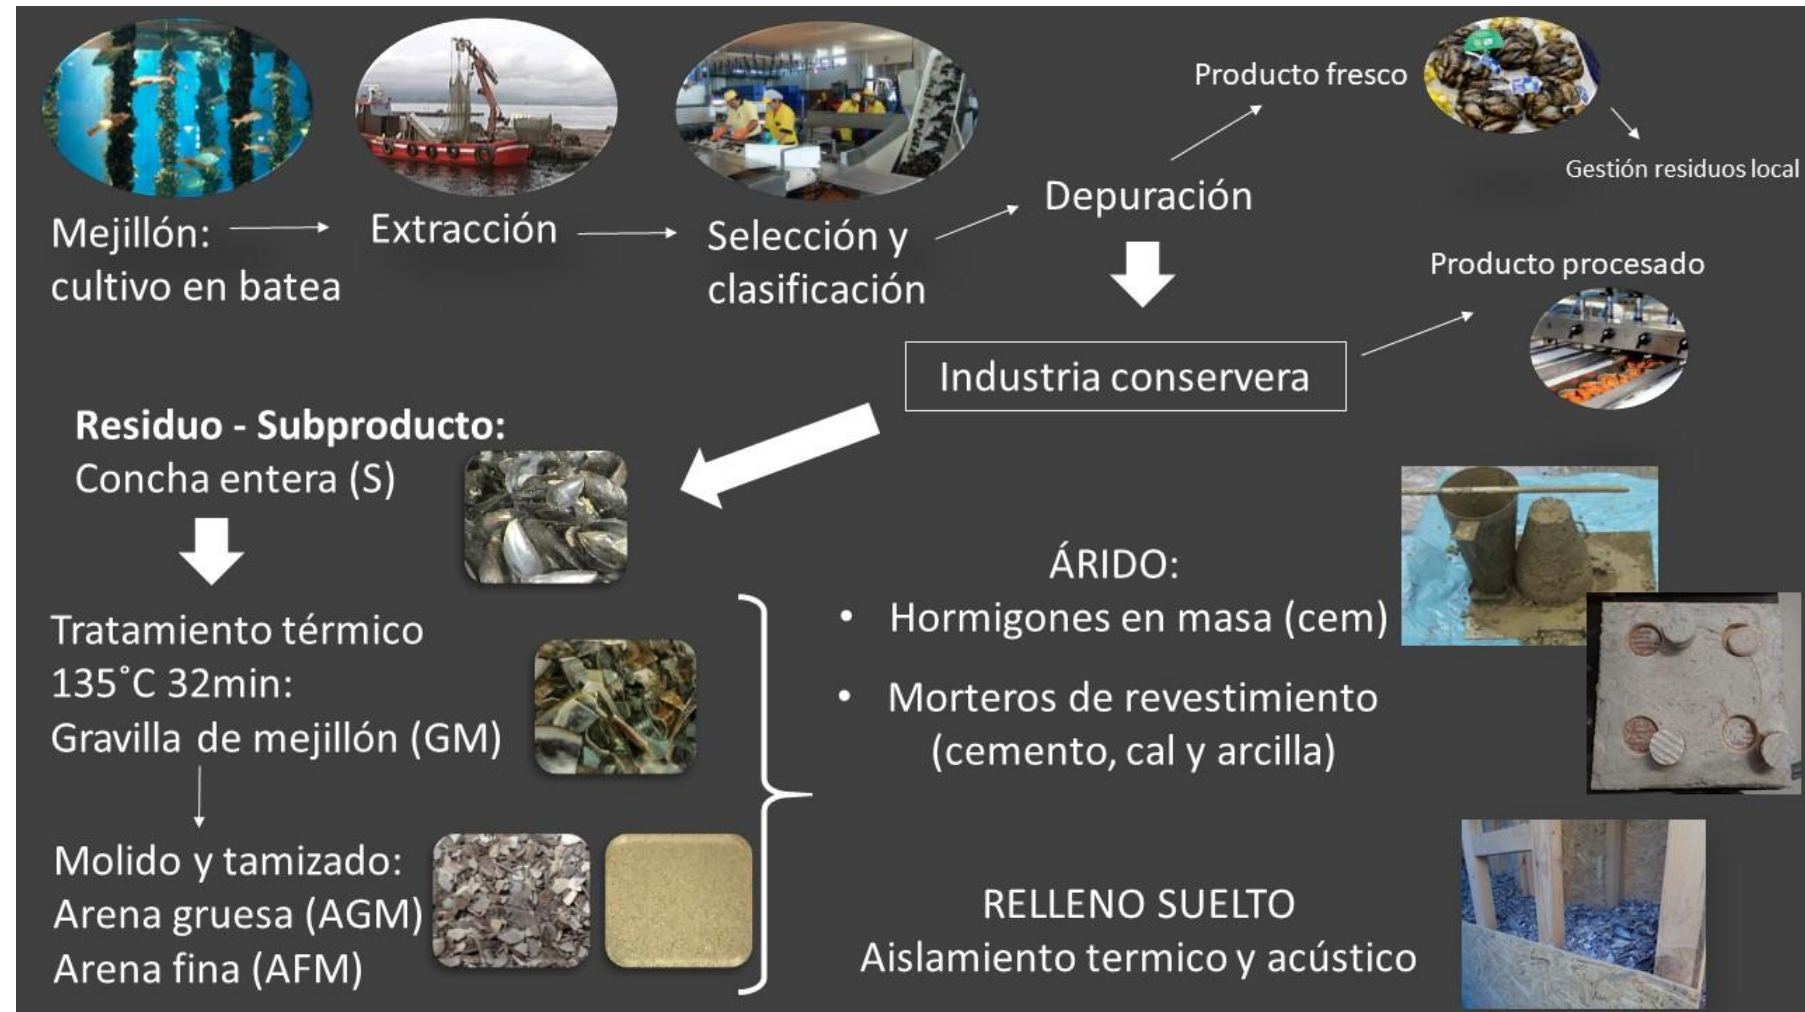 Producto fresco
Gestión residuos local
Mejillón:
cultivo en batea
Extracción
Selección y
clasificación
Depuración
Producto procesado
Industria conservera
Residuo - Subproducto:
Concha entera (S)
Tratamiento térmico
135˚C 32min:
Gravilla de mejillón (GM)
Molido y tamizado:
Arena gruesa (AGM)
Arena fina (AFM)
ÁRIDO:
• Hormigones en masa (cem)
• Morteros de revestimiento
(cemento, cal y arcilla)
RELLENO SUELTO
Aislamiento termico y acústico